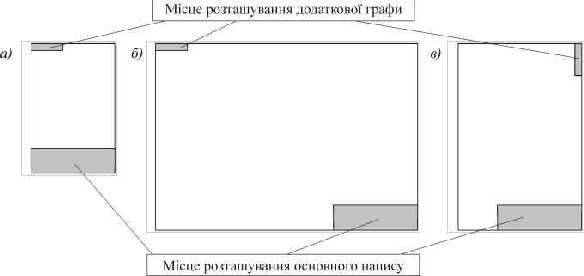 Місце розташування додаткової графи
а) б) в)
Місце розташування основного напису